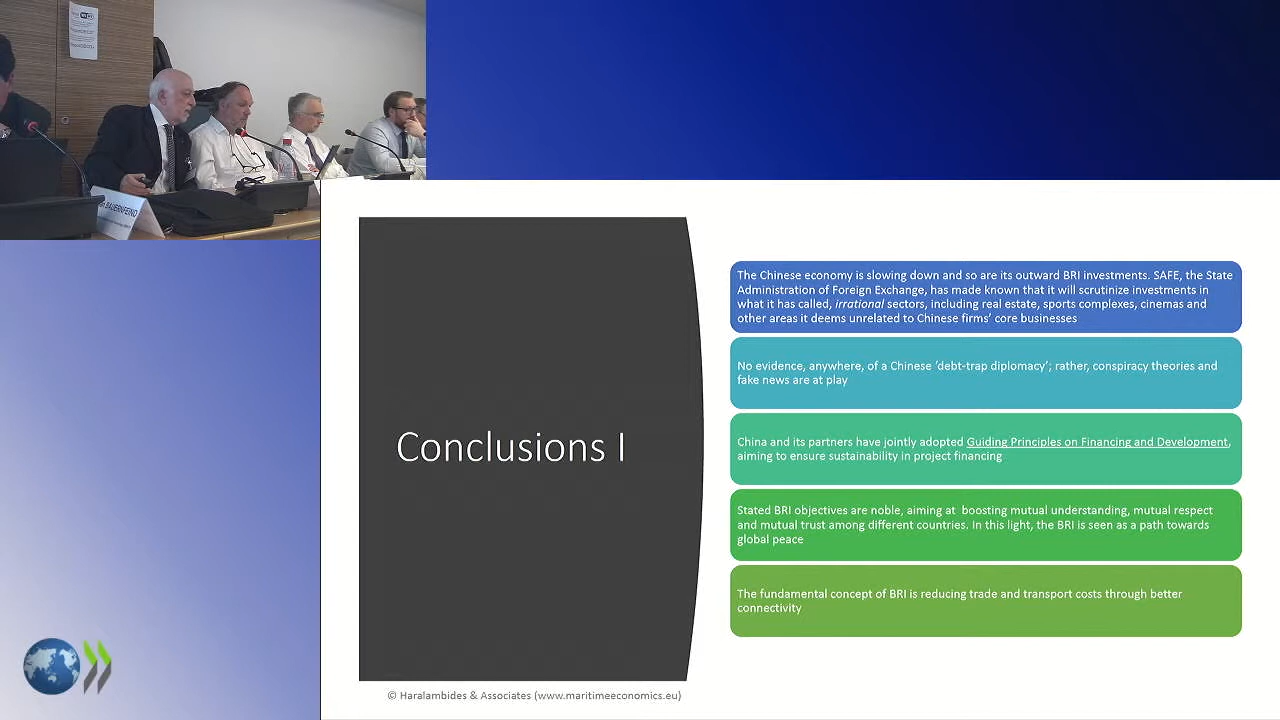 BAUERNFEIND
Conclusions I
The Chinese economy is slowing down and so are its outward BRI investments. SAFE, the State
Administration of Foreign Exchange, has made known that it will scrutinize investments in
what it has called, irrational sectors, including real estate, sports complexes, cinemas and
other areas it deems unrelated to Chinese firms’ core businesses
No evidence, anywhere, of a Chinese ‘debt-trap diplomacy’; rather, conspiracy theories and
fake news are at play
China and its partners have jointly adopted Guiding Principles on Financing and Development,
aiming to ensure sustainability in project financing
Stated BRI objectives are noble, aiming at  boosting mutual understanding, mutual respect
and mutual trust among different countries. In this light, the BRI is seen as a path towards
global peace
The fundamental concept of BRI is reducing trade and transport costs through better
connectivity
© Haralambides & Associates (www.maritimeeconomics.eu)